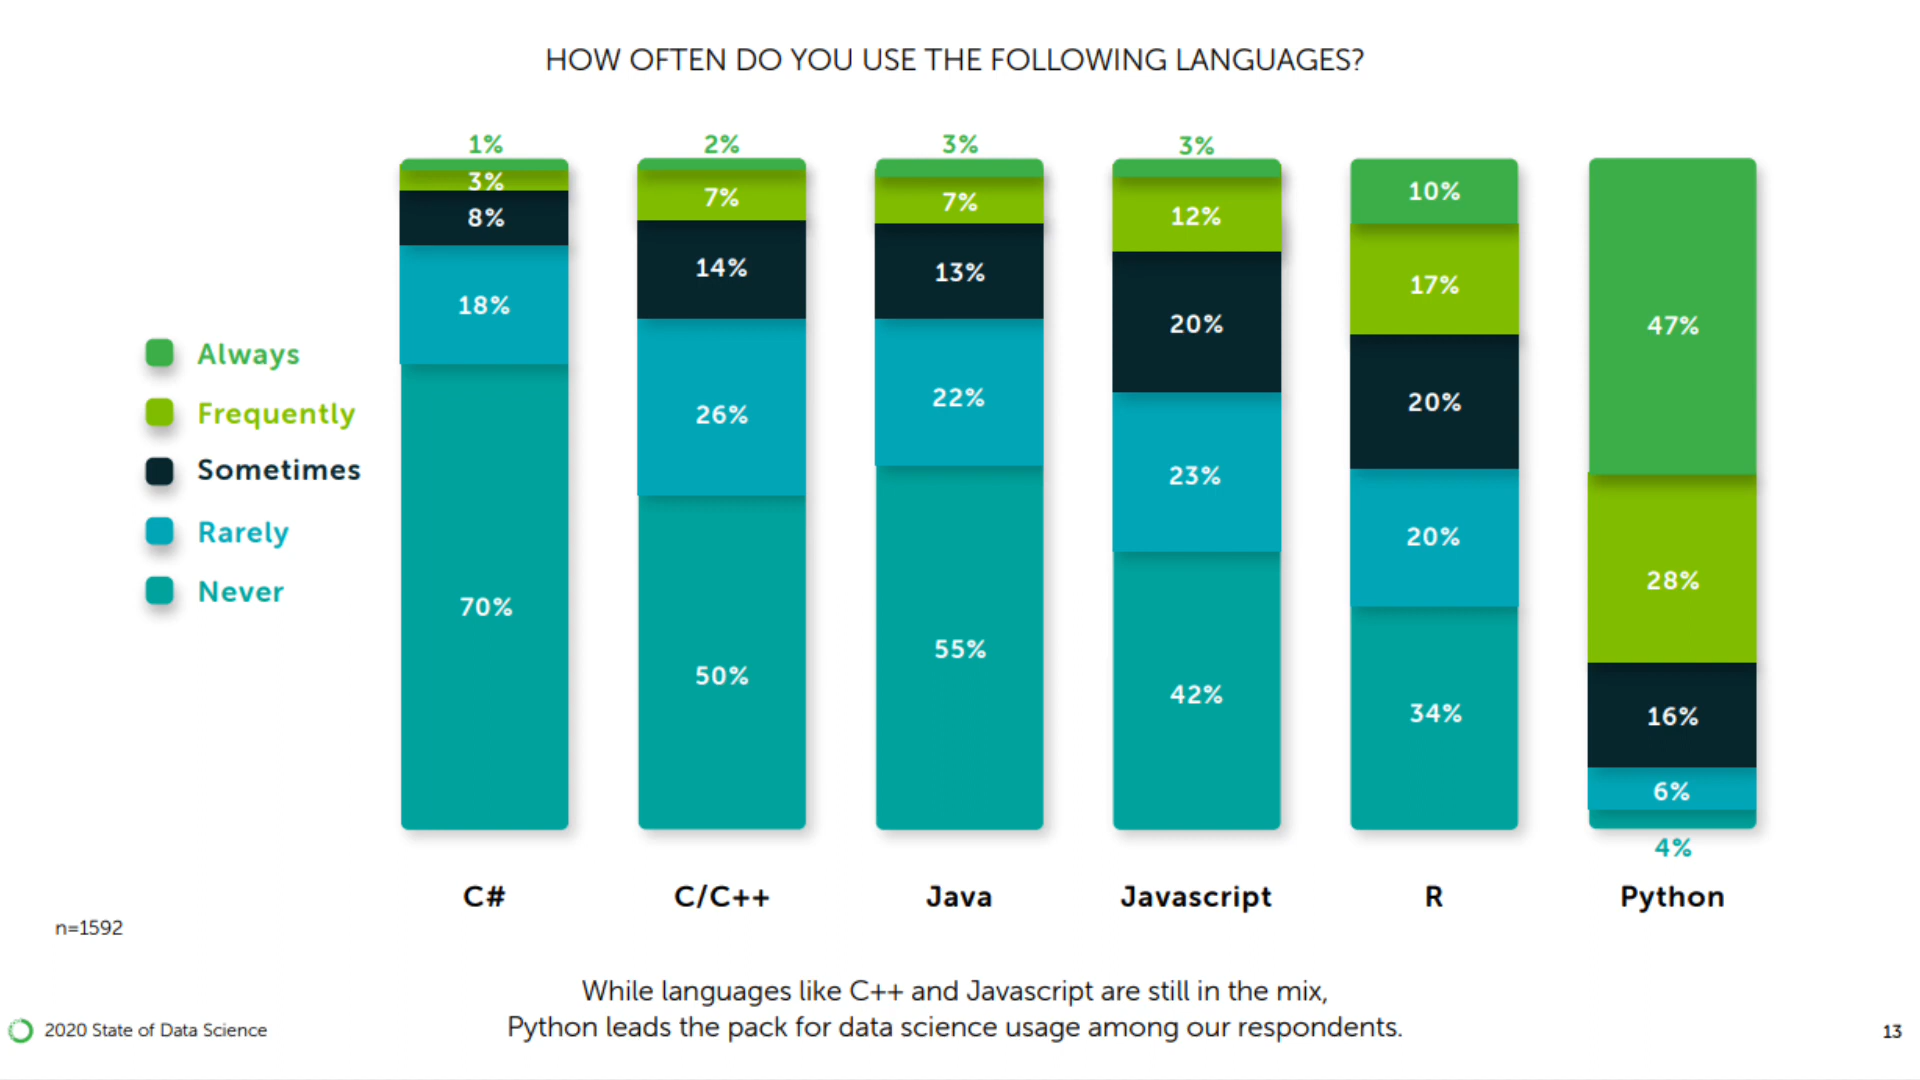 HOW OFTEN DO YOU USE THE FOLLOWING LANGUAGES?
1% 2% 3% 3%
3% 7% 7% 12% 10% 47%
8% 14% 13% 20% 17% 28%
18% 26% 22% 23% 20% 16%
70% 50% 55% 42% 20% 6%
34% 4%
Always
Frequently
Sometimes
Rarely
Never
C# C/C++ Java Javascript R Python
n=1592
While languages like C++ and Javascript are still in the mix,
Python leads the pack for data science usage among our respondents.
2020 State of Data Science
13